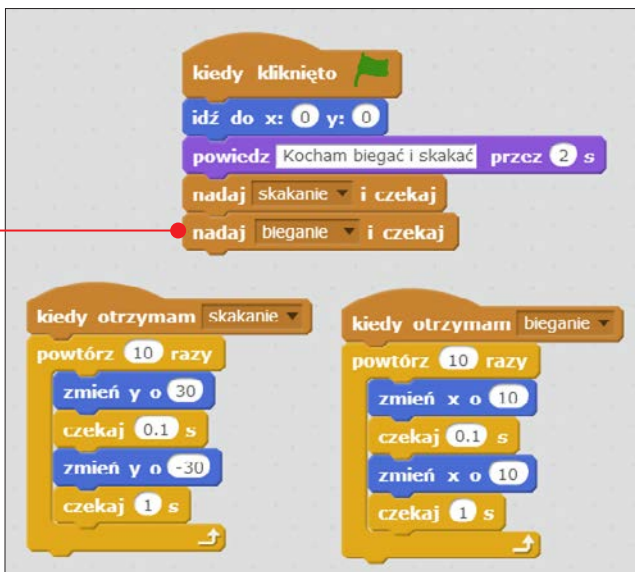 kiedy kliknięto
idź do x: 0 y: 0
powiedz Kocham biegać i skakać przez 2 s
nadaj skakanie i czekaj
nadaj bieganie i czekaj
kiedy otrzymam skakanie
powtórz 10 razy
zmień y o 30
czekaj 0.1 s
zmień y o -30
czekaj 1 s
kiedy otrzymam bieganie
powtórz 10 razy
zmień x o 10
czekaj 0.1 s
zmień x o 10
czekaj 1 s